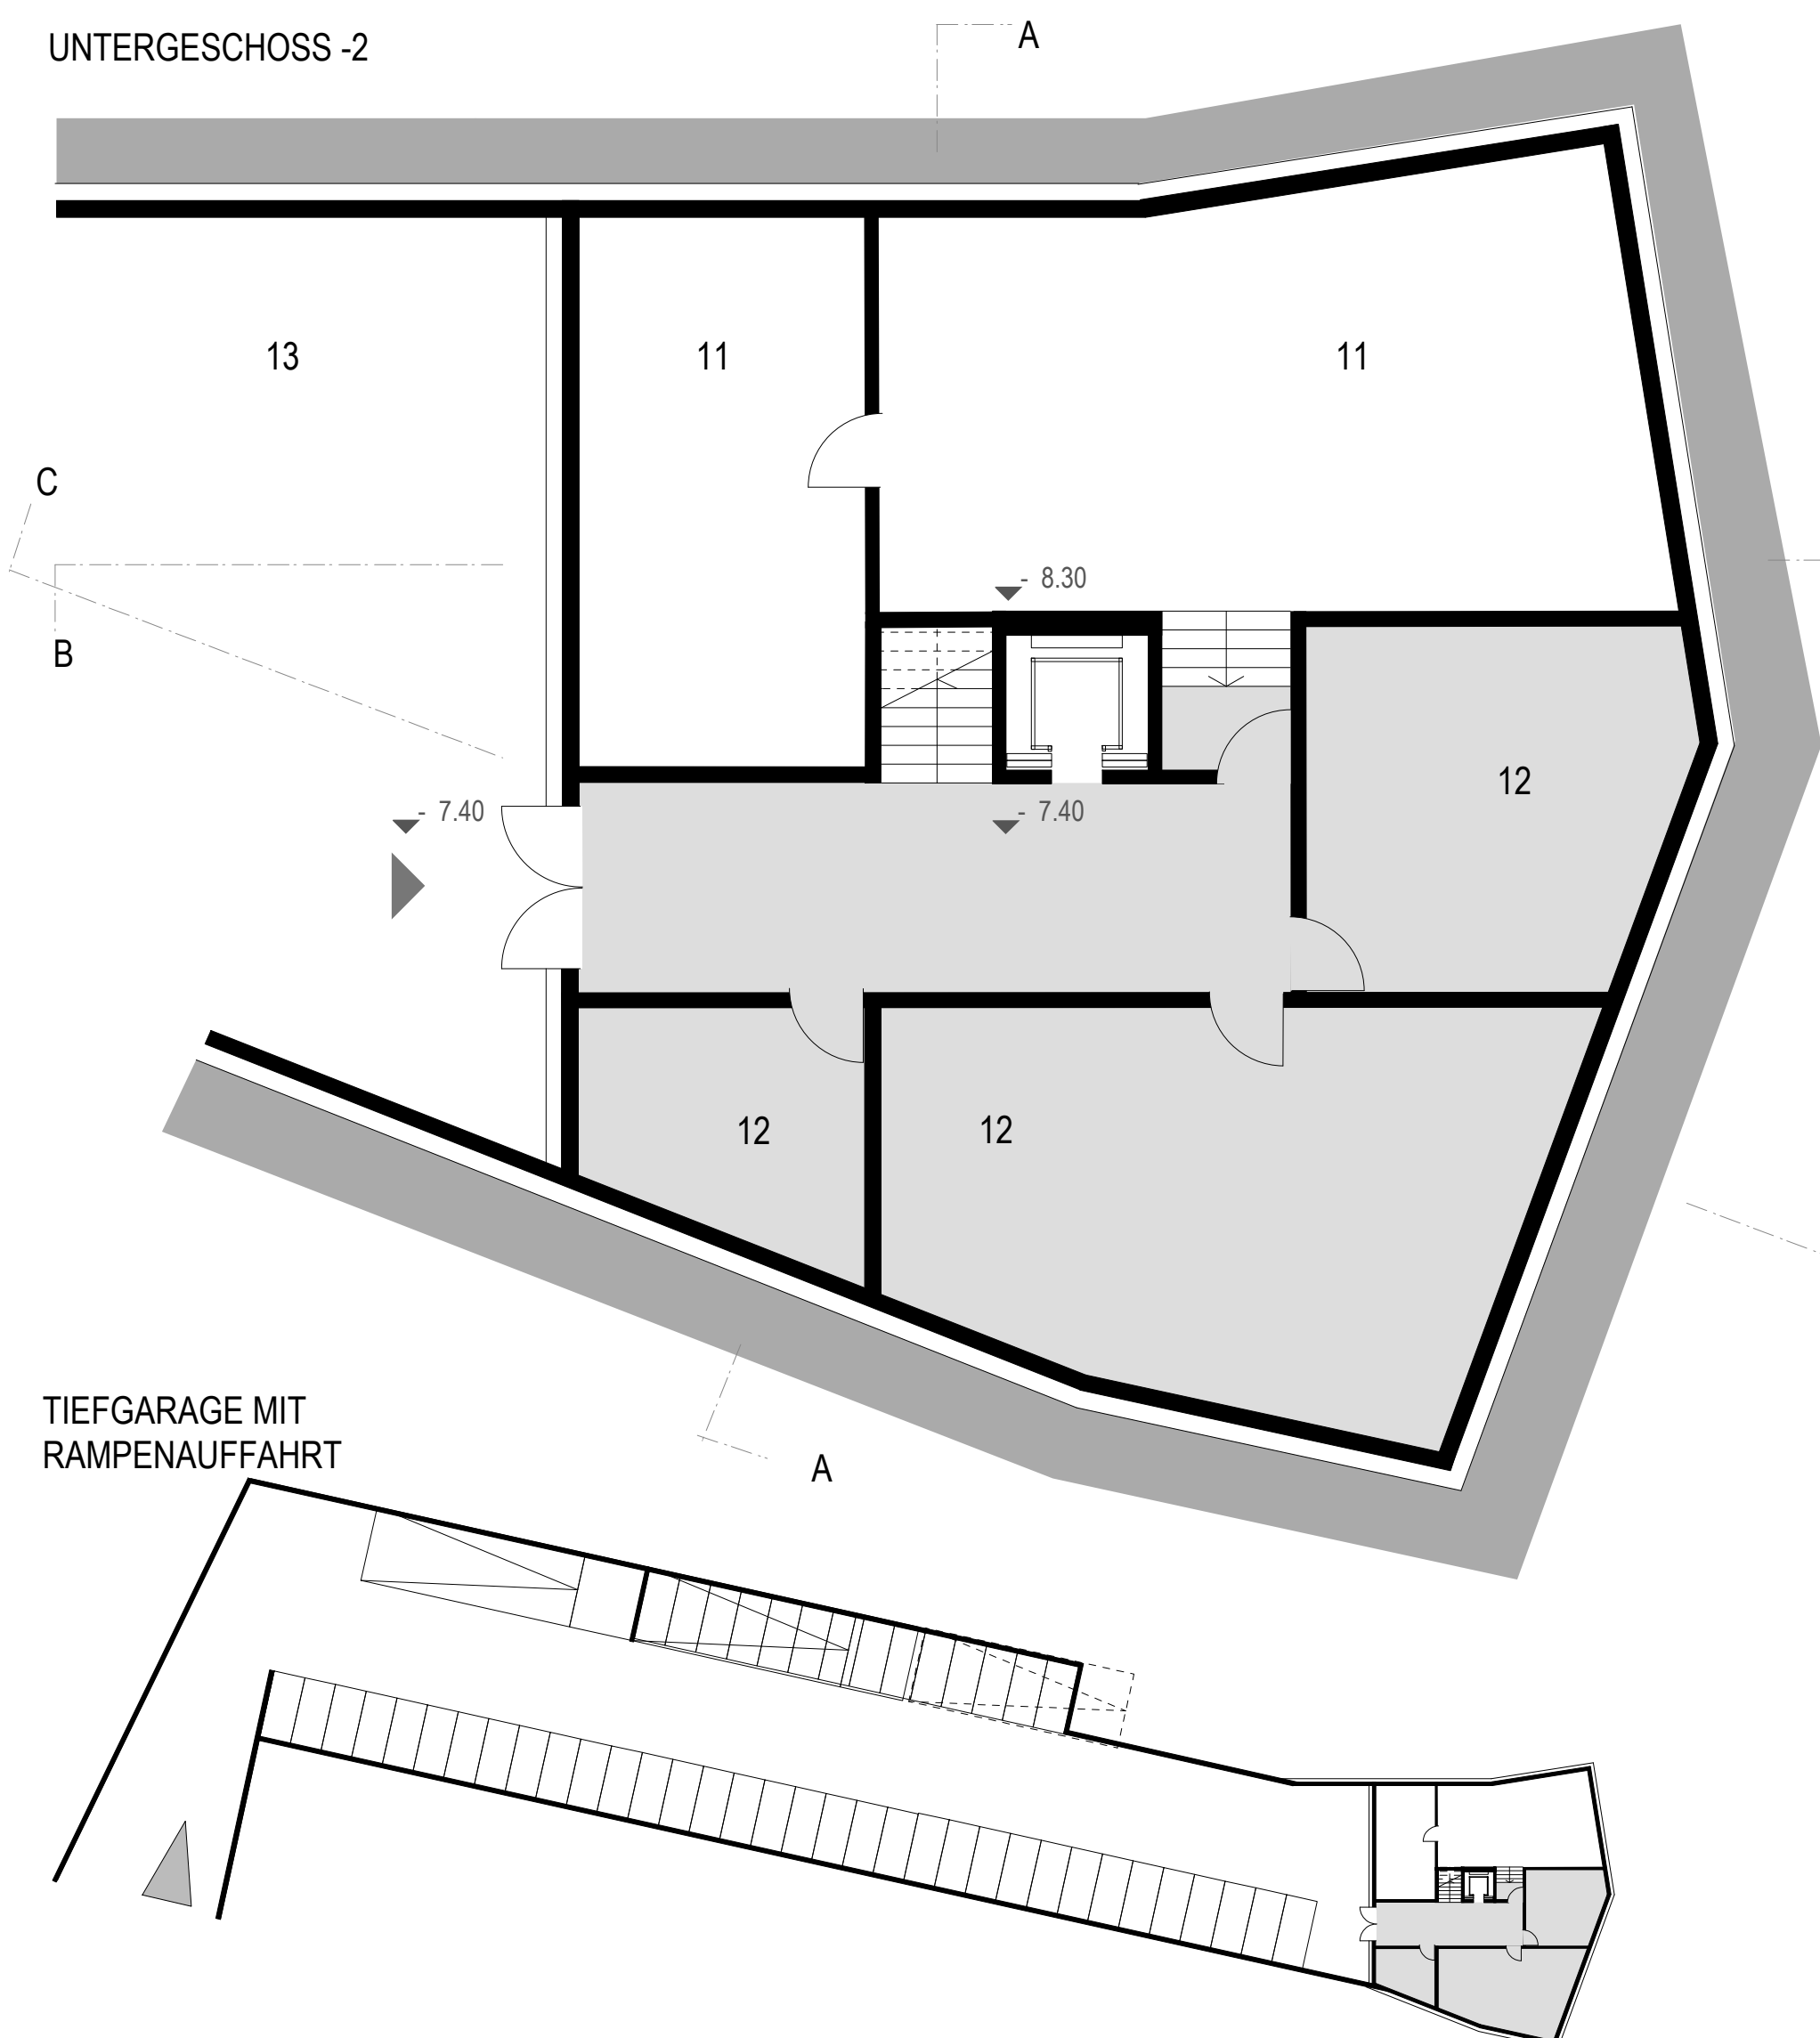 UNTERGESCHOSS -2
A
13
11
11
C
- 8.30
B
12
- 7.40
- 7.40
12
12
TIEFGARAGE MIT
RAMPENAUFFAHRT
A